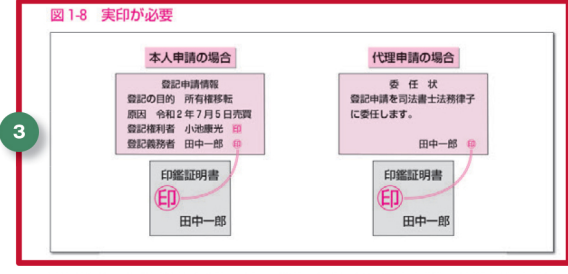 図1-8 実印が必要
3
本人申請の場合
登記申請情報
登記の目的 所有権移転
原因 令和2年7月5日売買
登記権利者 小池康光 印
登記義務者 田中一郎 印
印鑑証明書
印
田中一郎
代理申請の場合
委 任 状
登記申請を司法書士法務律子
に委任します。
田中一郎 印
印鑑証明書
印
田中一郎